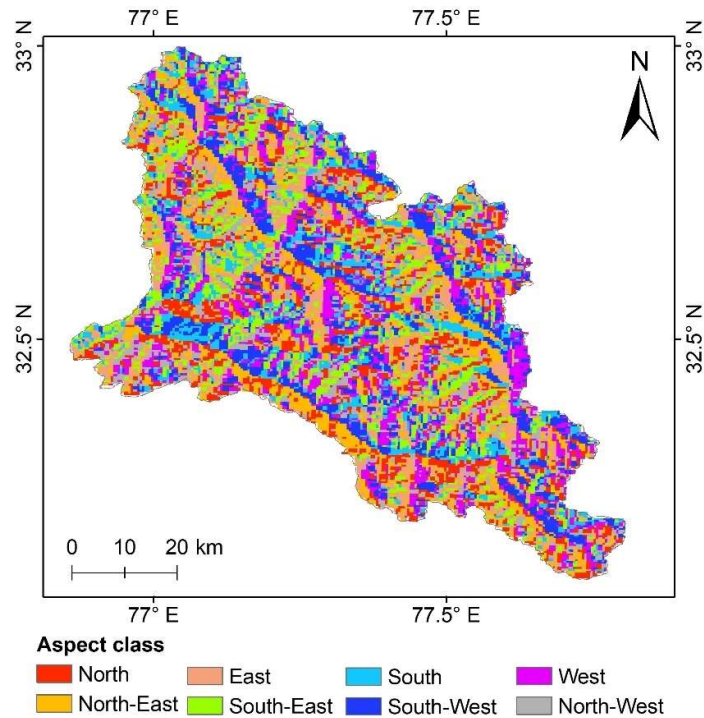 77° E 77.5° E
33° N 33° N
N
32.5° N 32.5° N
0 10 20 km
77° E 77.5° E
Aspect class
North East South West
North-East South-East South-West North-West